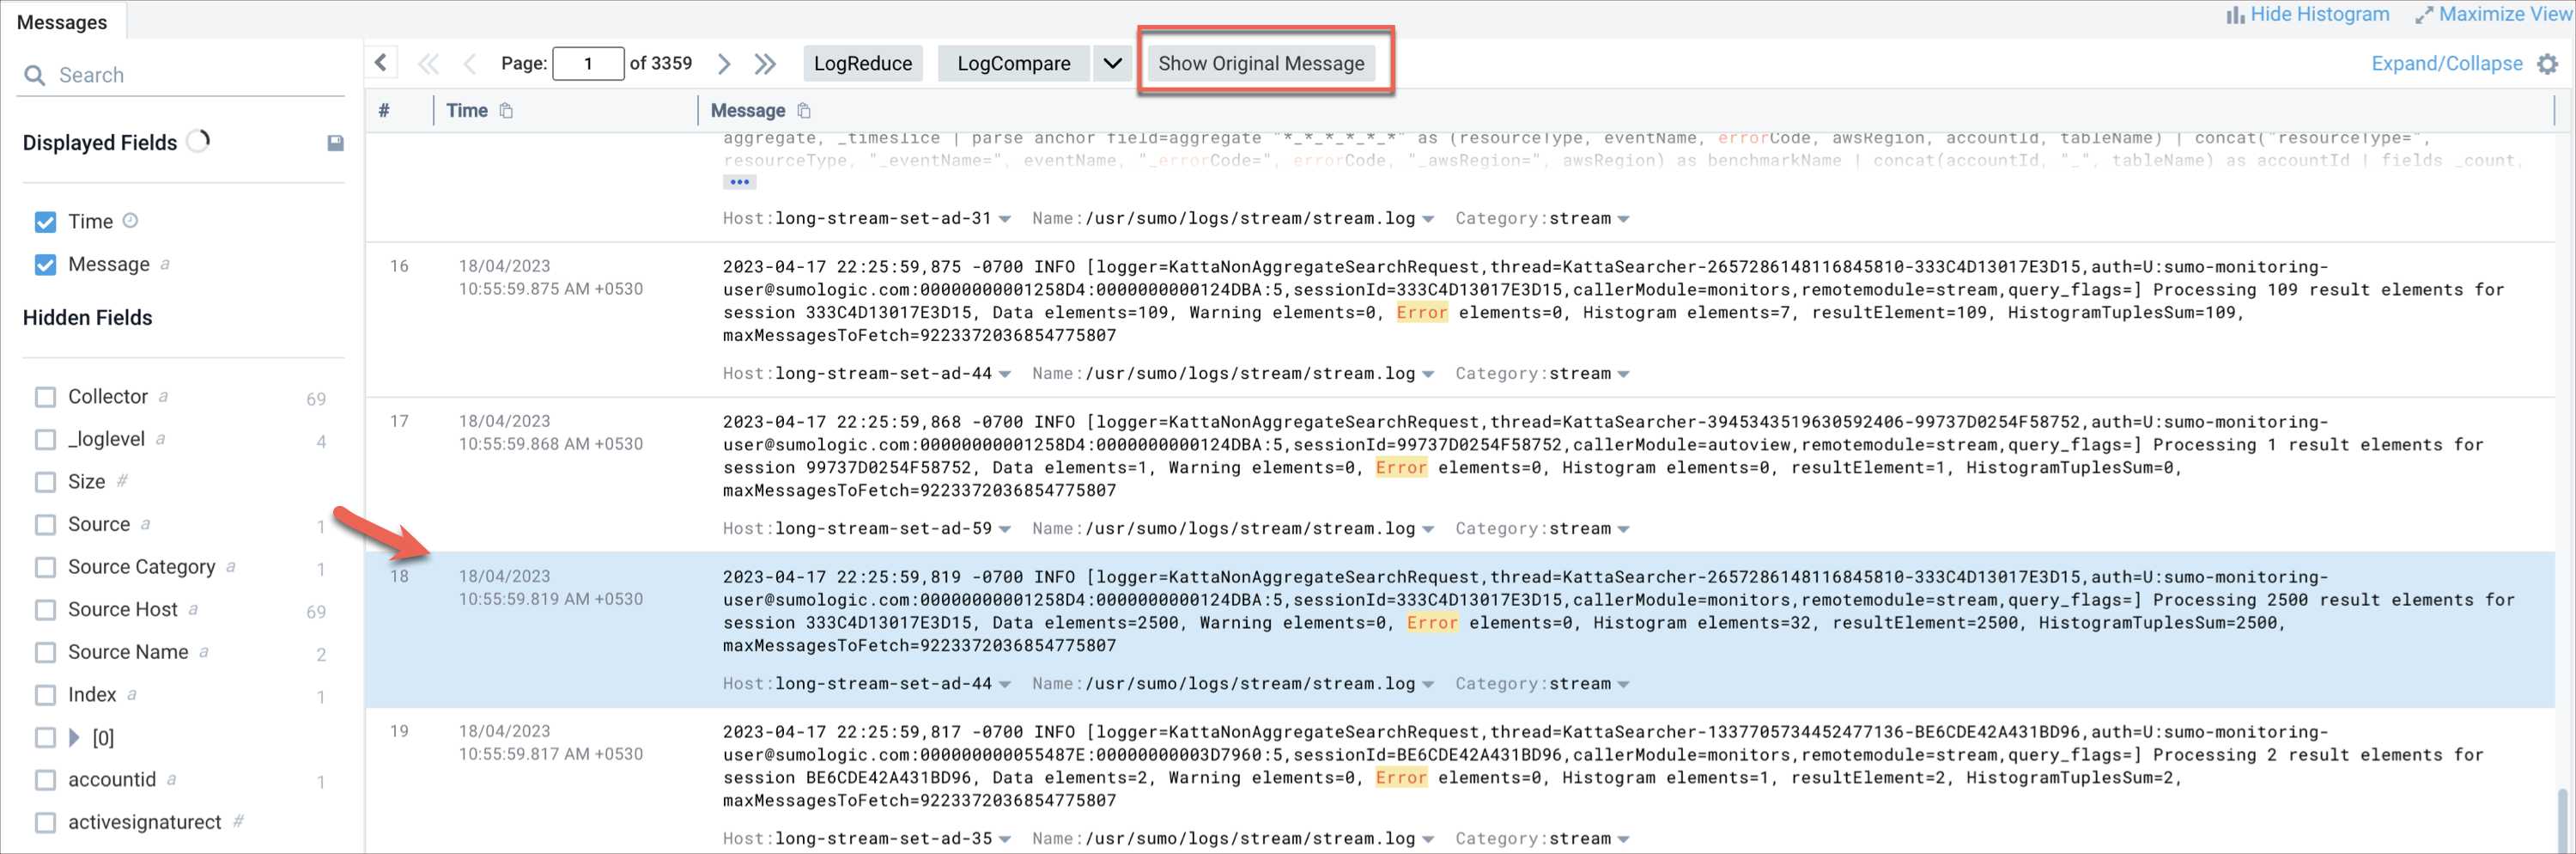 Messages
Hide Histogram Maximize View
Search
Page: 1 of 3359 LogReduce LogCompare Show Original Message Expand/Collapse
# Time Message
Displayed Fields
Time
Message a
Hidden Fields
Collector a 69
_loglevel a 4
Size #
Source a 1
Source Category a 1
Source Host a 69
Source Name a 2
Index a 1
[0]
accountid a 1
activesignaturect #
aggregate, _timeslice | parse anchor field=aggregate "*_*_*_*_*_*" as (resourceType, eventName, errorCode, awsRegion, accountId, tableName) | concat("resourceType=",
resourceType, "_eventName=", eventName, "_errorCode=", errorCode, "_awsRegion=", awsRegion) as benchmarkName | concat(accountId, "_", tableName) as accountId | fields _count,
...
Host:long-stream-set-ad-31 Name:/usr/sumo/logs/stream/stream.log Category:stream
16 18/04/2023
10:55:59.875 AM +0530
2023-04-17 22:25:59,875 -0700 INFO [logger=KattaNonAggregateSearchRequest,thread=KattaSearcher-2657286148116845810-333C4D13017E3D15,auth=U:sumo-monitoring-
user@sumologic.com:00000000001258D4:0000000000124DBA:5,sessionId=333C4D13017E3D15,callerModule=monitors,remotemodule=stream,query_flags=] Processing 109 result elements for
session 333C4D13017E3D15, Data elements=109, Warning elements=0, Error elements=0, Histogram elements=7, resultElement=109, HistogramTuplesSum=109,
maxMessagesToFetch=9223372036854775807
Host:long-stream-set-ad-44 Name:/usr/sumo/logs/stream/stream.log Category:stream
17 18/04/2023
10:55:59.868 AM +0530
2023-04-17 22:25:59,868 -0700 INFO [logger=KattaNonAggregateSearchRequest,thread=KattaSearcher-3945343519630592406-99737D0254F58752,auth=U:sumo-monitoring-
user@sumologic.com:00000000001258D4:0000000000124DBA:5,sessionId=99737D0254F58752,callerModule=autoview,remotemodule=stream,query_flags=] Processing 1 result elements for
session 99737D0254F58752, Data elements=1, Warning elements=0, Error elements=0, Histogram elements=0, resultElement=1, HistogramTuplesSum=0,
maxMessagesToFetch=9223372036854775807
Host:long-stream-set-ad-59 Name:/usr/sumo/logs/stream/stream.log Category:stream
18 18/04/2023
10:55:59.819 AM +0530
2023-04-17 22:25:59,819 -0700 INFO [logger=KattaNonAggregateSearchRequest,thread=KattaSearcher-2657286148116845810-333C4D13017E3D15,auth=U:sumo-monitoring-
user@sumologic.com:00000000001258D4:0000000000124DBA:5,sessionId=333C4D13017E3D15,callerModule=monitors,remotemodule=stream,query_flags=] Processing 2500 result elements for
session 333C4D13017E3D15, Data elements=2500, Warning elements=0, Error elements=0, Histogram elements=32, resultElement=2500, HistogramTuplesSum=2500,
maxMessagesToFetch=9223372036854775807
Host:long-stream-set-ad-44 Name:/usr/sumo/logs/stream/stream.log Category:stream
19 18/04/2023
10:55:59.817 AM +0530
2023-04-17 22:25:59,817 -0700 INFO [logger=KattaNonAggregateSearchRequest,thread=KattaSearcher-1337705734452477136-BE6CDE42A431BD96,auth=U:sumo-monitoring-
user@sumologic.com:000000000055487E:00000000003D7960:5,sessionId=BE6CDE42A431BD96,callerModule=monitors,remotemodule=stream,query_flags=] Processing 2 result elements for
session BE6CDE42A431BD96, Data elements=2, Warning elements=0, Error elements=0, Histogram elements=1, resultElement=2, HistogramTuplesSum=2,
maxMessagesToFetch=9223372036854775807
Host:long-stream-set-ad-35 Name:/usr/sumo/logs/stream/stream.log Category:stream